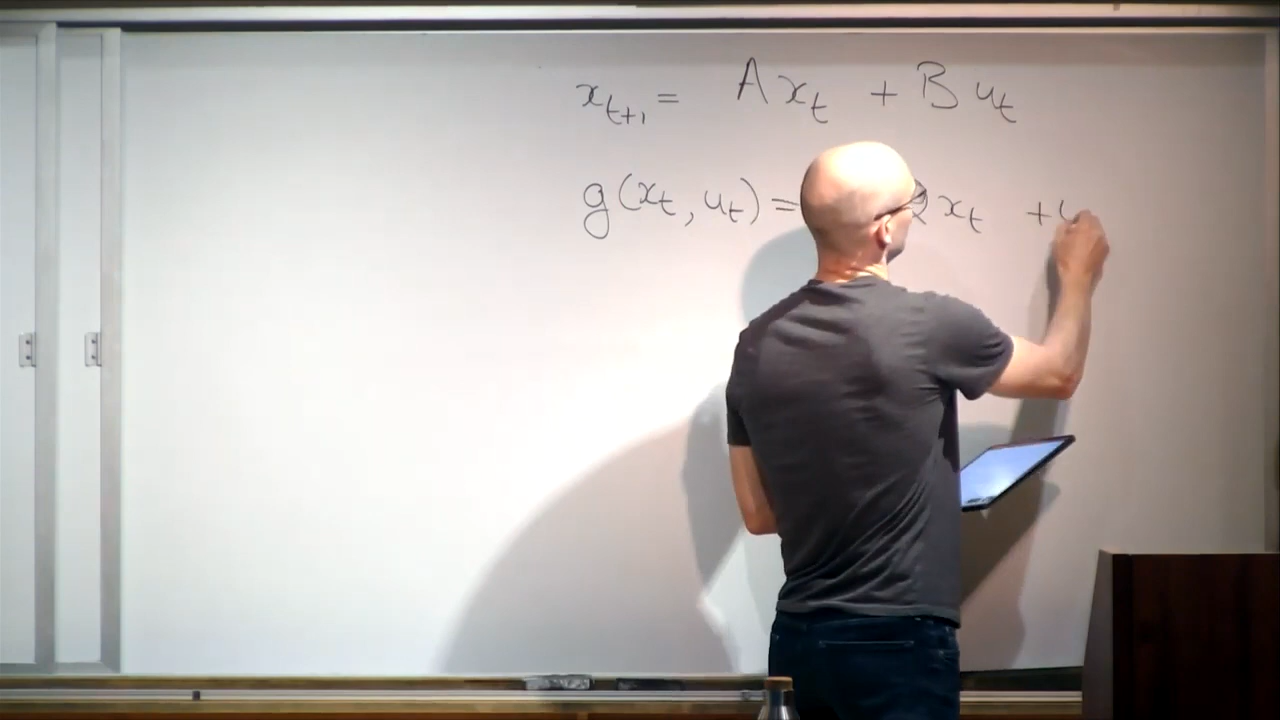 x_{t+1} = A x_t + B u_t
g(x_t, u_t) = Q x_t + u